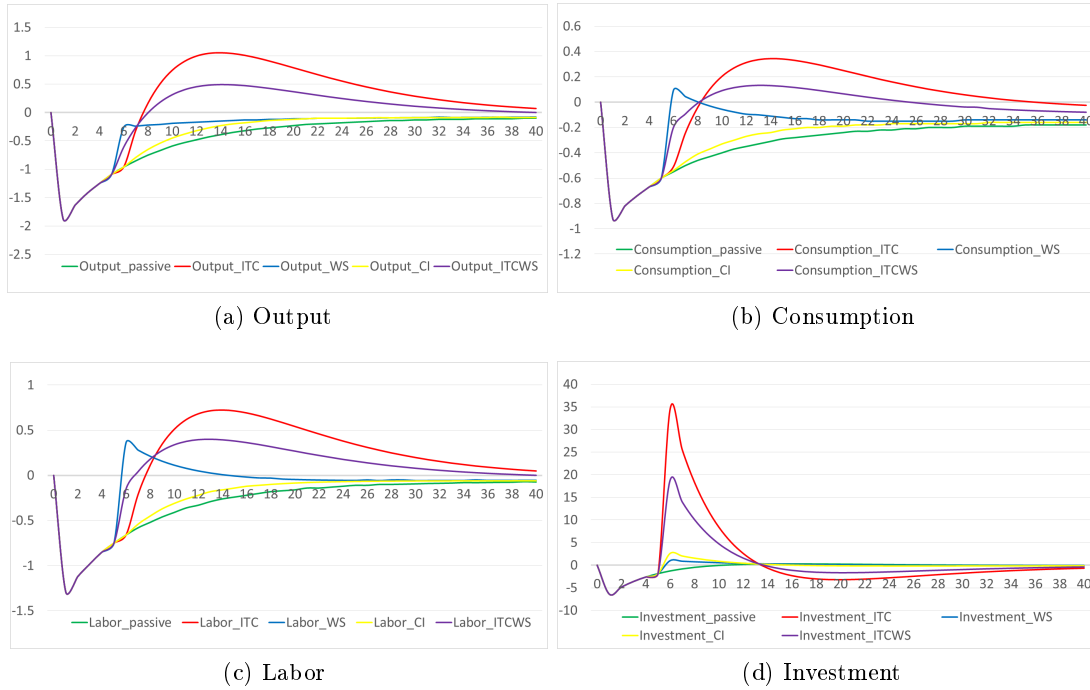 1.5
1
0.5
0
-0.5
-1
-1.5
-2
-2.5
0 2 4 6 8 10 12 14 16 18 20 22 24 26 28 30 32 34 36 38 40
Output_passive Output_ITC Output_WS Output_CI Output_ITCWS
(a) Output
0.6
0.4
0.2
0
-0.2
-0.4
-0.6
-0.8
-1
-1.2
0 2 4 6 8 10 12 14 16 18 20 22 24 26 28 30 32 34 36 38 40
Consumption_passive Consumption_ITC Consumption_WS
Consumption_CI Consumption_ITCWS
(b) Consumption
1
0.5
0
-0.5
-1
-1.5
0 2 4 6 8 10 12 14 16 18 20 22 24 26 28 30 32 34 36 38 40
Labor_passive Labor_ITC Labor_WS Labor_CI Labor_ITCWS
(c) Labor
40
35
30
25
20
15
10
5
0
-5
-10
0 2 4 6 8 10 12 14 16 18 20 22 24 26 28 30 32 34 36 38 40
Investment_passive Investment_ITC Investment_WS
Investment_CI Investment_ITCWS
(d) Investment